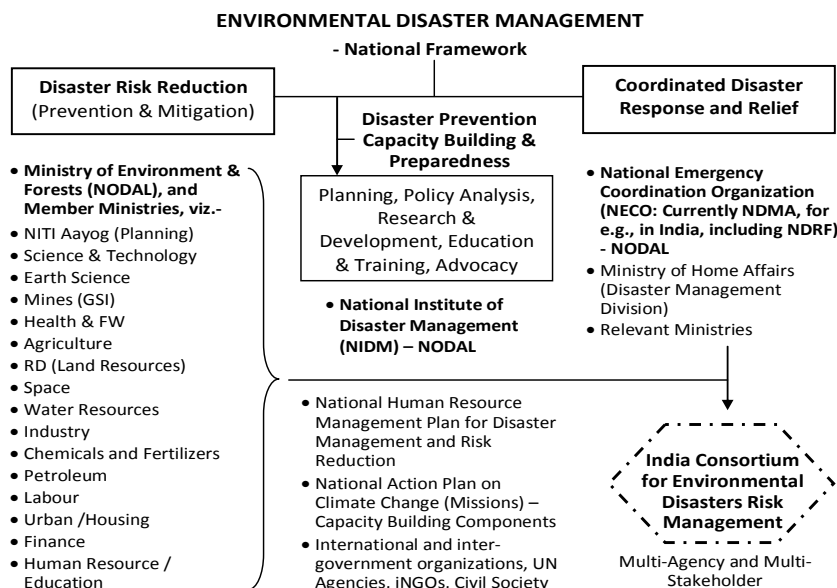 ENVIRONMENTAL DISASTER MANAGEMENT
- National Framework
Disaster Risk Reduction
(Prevention & Mitigation)
• Ministry of Environment &
Forests (NODAL), and
Member Ministries, viz.-
• NITI Aayog (Planning)
• Science & Technology
• Earth Science
• Mines (GSI)
• Health & FW
• Agriculture
• RD (Land Resources)
• Space
• Water Resources
• Industry
• Chemicals and Fertilizers
• Petroleum
• Labour
• Urban /Housing
• Finance
• Human Resource /
Education
Disaster Prevention
Capacity Building &
Preparedness
Planning, Policy Analysis,
Research &
Development, Education
& Training, Advocacy
• National Institute of
Disaster Management
(NIDM) – NODAL
• National Human Resource
Management Plan for Disaster
Management and Risk
Reduction
• National Action Plan on
Climate Change (Missions) –
Capacity Building Components
• International and inter-
government organizations, UN
Agencies, iNGOs, Civil Society
Coordinated Disaster
Response and Relief
• National Emergency
Coordination Organization
(NECO: Currently NDMA, for
e.g., in India, including NDRF)
- NODAL
• Ministry of Home Affairs
(Disaster Management
Division)
• Relevant Ministries
India Consortium
for Environmental
Disasters Risk
Management
Multi-Agency and Multi-
Stakeholder